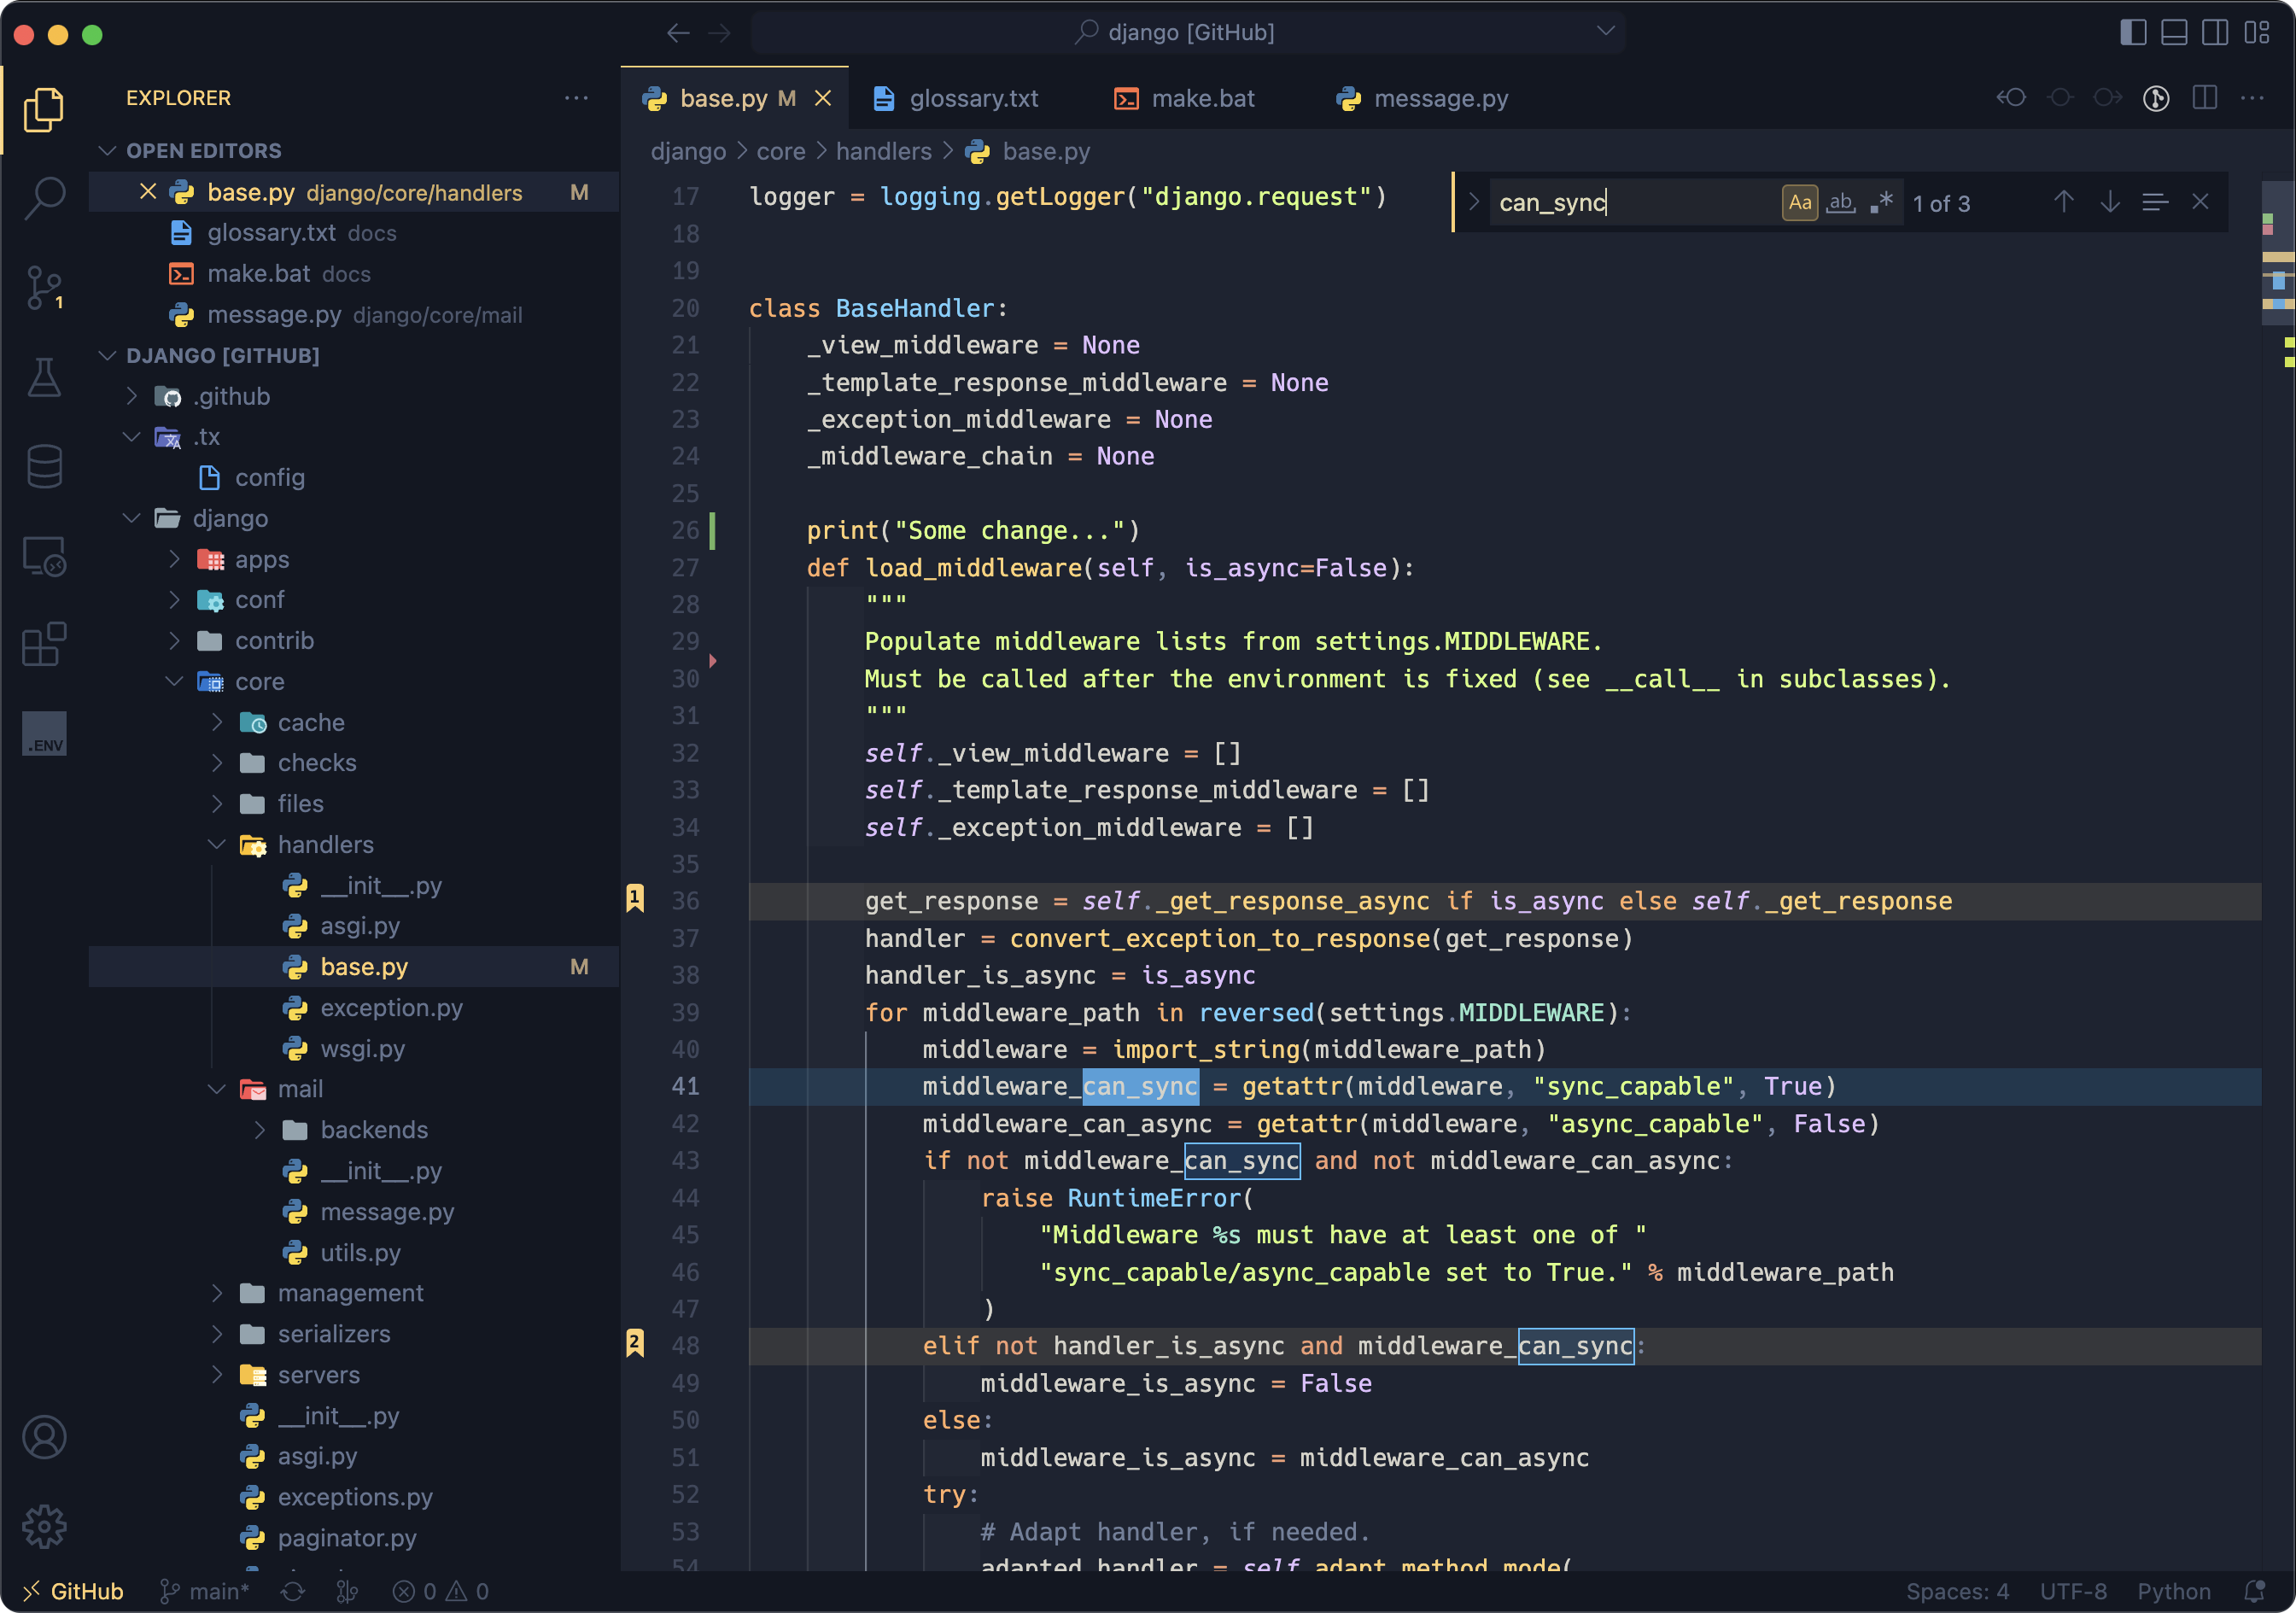 django [GitHub]
EXPLORER
OPEN EDITORS
base.py django/core/handlers M
glossary.txt docs
make.bat docs
message.py django/core/mail
DJANGO [GITHUB]
.github
.tx
config
django
apps
conf
contrib
core
cache
checks
files
handlers
__init__.py
asgi.py
base.py M
exception.py
wsgi.py
mail
backends
__init__.py
message.py
utils.py
management
serializers
servers
__init__.py
asgi.py
exceptions.py
paginator.py
1
.ENV
base.py M glossary.txt make.bat message.py
django > core > handlers > base.py
can_sync Aa ab .* 1 of 3
17 logger = logging.getLogger("django.request")
18
19
20 class BaseHandler:
21 _view_middleware = None
22 _template_response_middleware = None
23 _exception_middleware = None
24 _middleware_chain = None
25
26 print("Some change...")
27 def load_middleware(self, is_async=False):
28 """
29 Populate middleware lists from settings.MIDDLEWARE.
30 Must be called after the environment is fixed (see __call__ in subclasses).
31 """
32 self._view_middleware = []
33 self._template_response_middleware = []
34 self._exception_middleware = []
35
1 36 get_response = self._get_response_async if is_async else self._get_response
37 handler = convert_exception_to_response(get_response)
38 handler_is_async = is_async
39 for middleware_path in reversed(settings.MIDDLEWARE):
40 middleware = import_string(middleware_path)
41 middleware_can_sync = getattr(middleware, "sync_capable", True)
42 middleware_can_async = getattr(middleware, "async_capable", False)
43 if not middleware_can_sync and not middleware_can_async:
44 raise RuntimeError(
45 "Middleware %s must have at least one of "
46 "sync_capable/async_capable set to True." % middleware_path
47 )
2 48 elif not handler_is_async and middleware_can_sync:
49 middleware_is_async = False
50 else:
51 middleware_is_async = middleware_can_async
52 try:
53 # Adapt handler, if needed.
54 adapted_handler = self.adapt_method_mode(
GitHub main* 0 0 Spaces: 4 UTF-8 Python